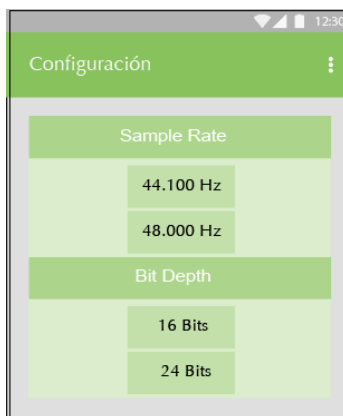 12:30
Configuración
Sample Rate
44.100 Hz
48.000 Hz
Bit Depth
16 Bits
24 Bits